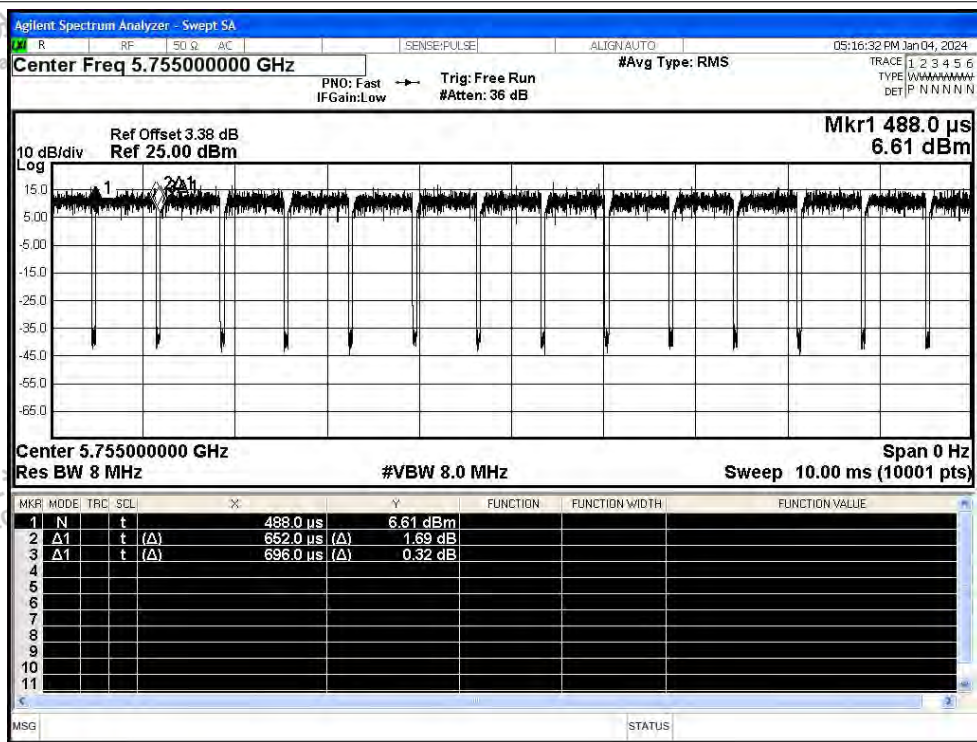 Agilent Spectrum Analyzer - Swept SA
LXI R RF 50 Ω AC SENSE:PULSE ALIGN AUTO 05:16:32 PM Jan 04, 2024
Center Freq 5.755000000 GHz #Avg Type: RMS TRACE 1 2 3 4 5 6
PNO: Fast Trig: Free Run TYPE WWWWWW
IFGain:Low #Atten: 36 dB DET P N N N N N
Mkr1 488.0 µs
Ref Offset 3.38 dB
10 dB/div Ref 25.00 dBm 6.61 dBm
Log
15.0
1
5.00
-5.00
-15.0
-25.0
-35.0
-45.0
-55.0
-65.0
Center 5.755000000 GHz Span 0 Hz
Res BW 8 MHz #VBW 8.0 MHz Sweep 10.00 ms (10001 pts)
MKR MODE TRC SCL X Y FUNCTION FUNCTION WIDTH FUNCTION VALUE
1 N t 488.0 µs 6.61 dBm
2 Δ1 t (Δ) 652.0 µs (Δ) 1.69 dB
3 Δ1 t (Δ) 696.0 µs (Δ) 0.32 dB
4
5
6
7
8
9
10
11
MSG STATUS